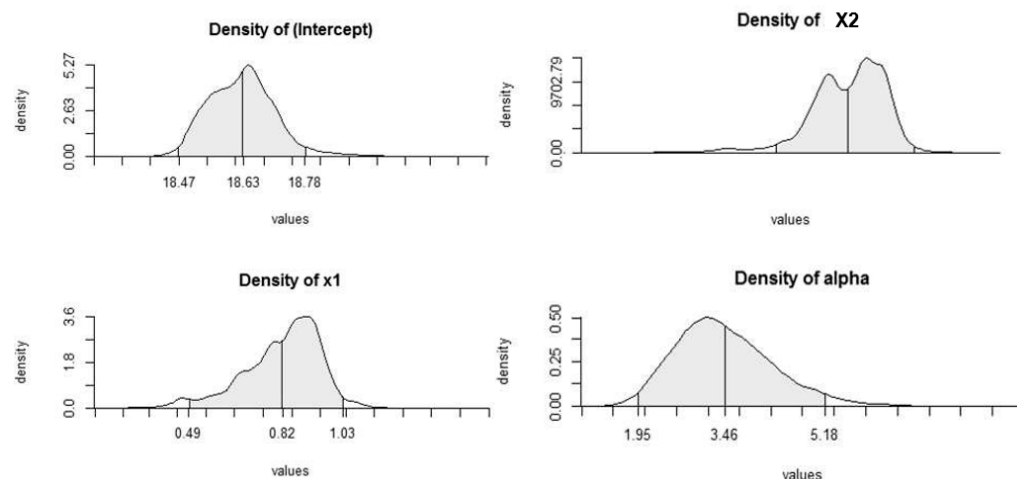 Density of (Intercept)
density
5.27
2.63
0.00
18.47 18.63 18.78
values
Density of X2
density
9702.79
0.00
values
Density of x1
density
3.6
1.8
0.0
0.49 0.82 1.03
values
Density of alpha
density
0.50
0.25
0.00
1.95 3.46 5.18
values